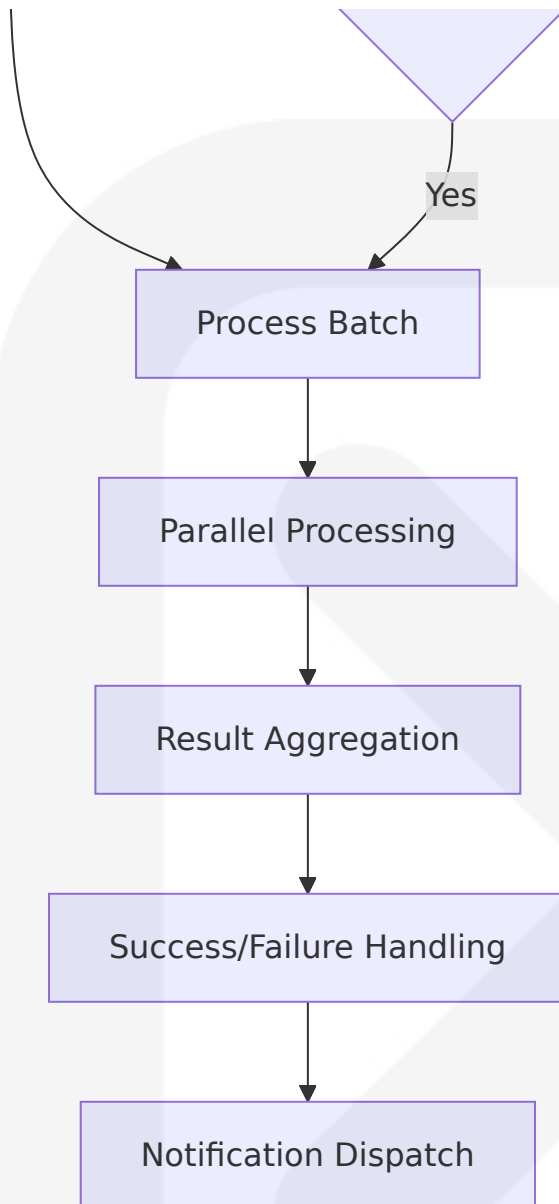 Yes
Process Batch
Parallel Processing
Result Aggregation
Success/Failure Handling
Notification Dispatch